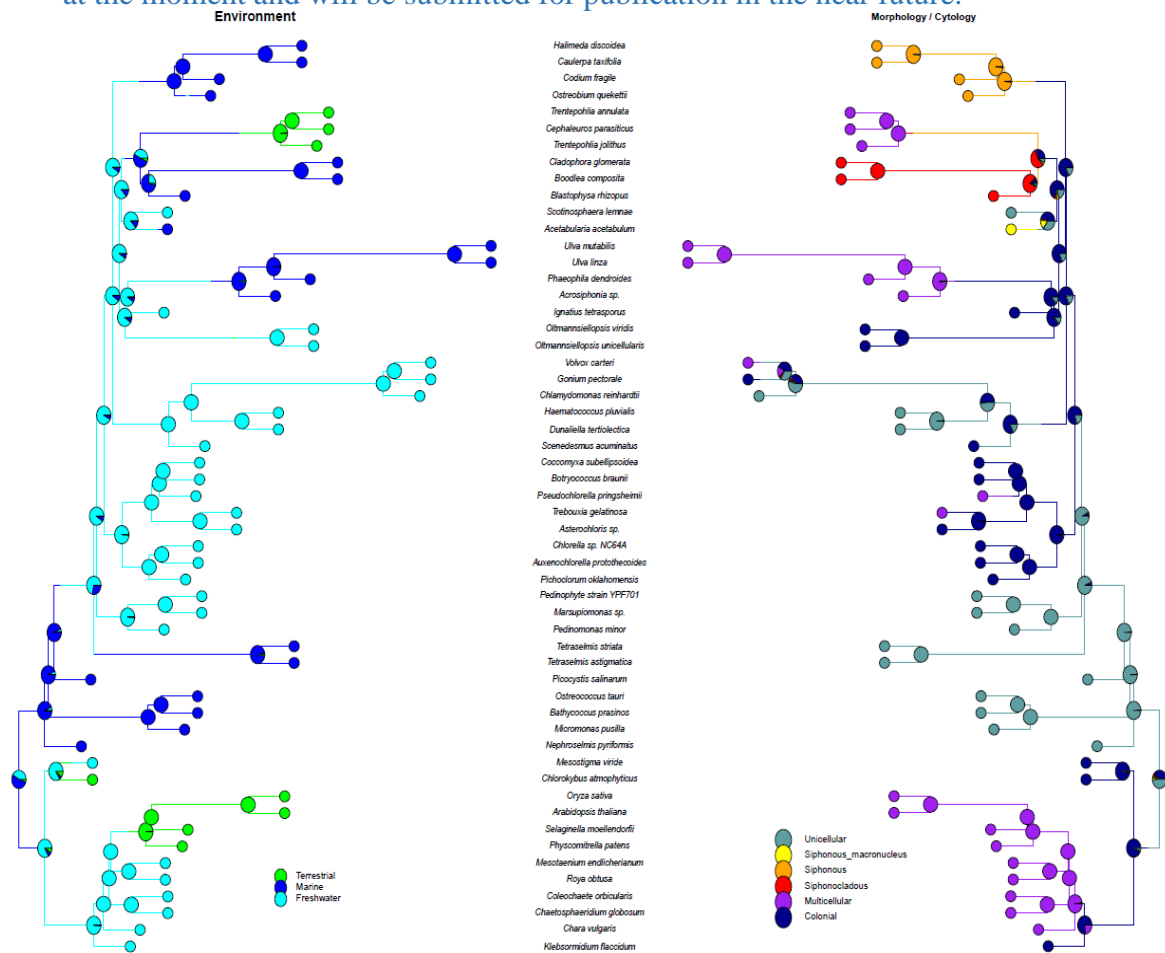 at the moment and will be submitted for publication in the near future.
Environment
Morphology / Cytology
Halimeda discoidea
Caulerpa taxifolia
Codium fragile
Ostreobium quekettii
Trentepohlia annulata
Cephaleuros parasiticus
Trentepohlia jolithus
Cladophora glomerata
Boodlea composita
Blastophysa rhizopus
Scotinosphaera lemnae
Acetabularia acetabulum
Ulva mutabilis
Ulva linza
Phaeophila dendroides
Acrosiphonia sp.
Ignatius tetrasporus
Oltmannsiellopsis viridis
Oltmannsiellopsis unicellularis
Volvox carteri
Gonium pectorale
Chlamydomonas reinhardtii
Haematococcus pluvialis
Dunaliella tertiolecta
Scenedesmus acuminatus
Coccomyxa subellipsoidea
Botryococcus braunii
Pseudochlorella pringsheimii
Trebouxia gelatinosa
Asterochloris sp.
Chlorella sp. NC64A
Auxenochlorella protothecoides
Pichoclorum oklahomensis
Pedinophyte strain YPF701
Marsupiomonas sp.
Pedinomonas minor
Tetraselmis striata
Tetraselmis astigmatica
Picocystis salinarum
Ostreococcus tauri
Bathycoccus prasinos
Micromonas pusilla
Nephroselmis pyriformis
Mesostigma viride
Chlorokybus atmophyticus
Oryza sativa
Arabidopsis thaliana
Selaginella moellendorfii
Physcomitrella patens
Mesotaenium endlicherianum
Roya obtusa
Coleochaete orbicularis
Chaetosphaeridium globosum
Chara vulgaris
Klebsormidium flaccidum
Terrestrial
Marine
Freshwater
Unicellular
Siphonous_macronucleus
Siphonous
Siphonocladous
Multicellular
Colonial